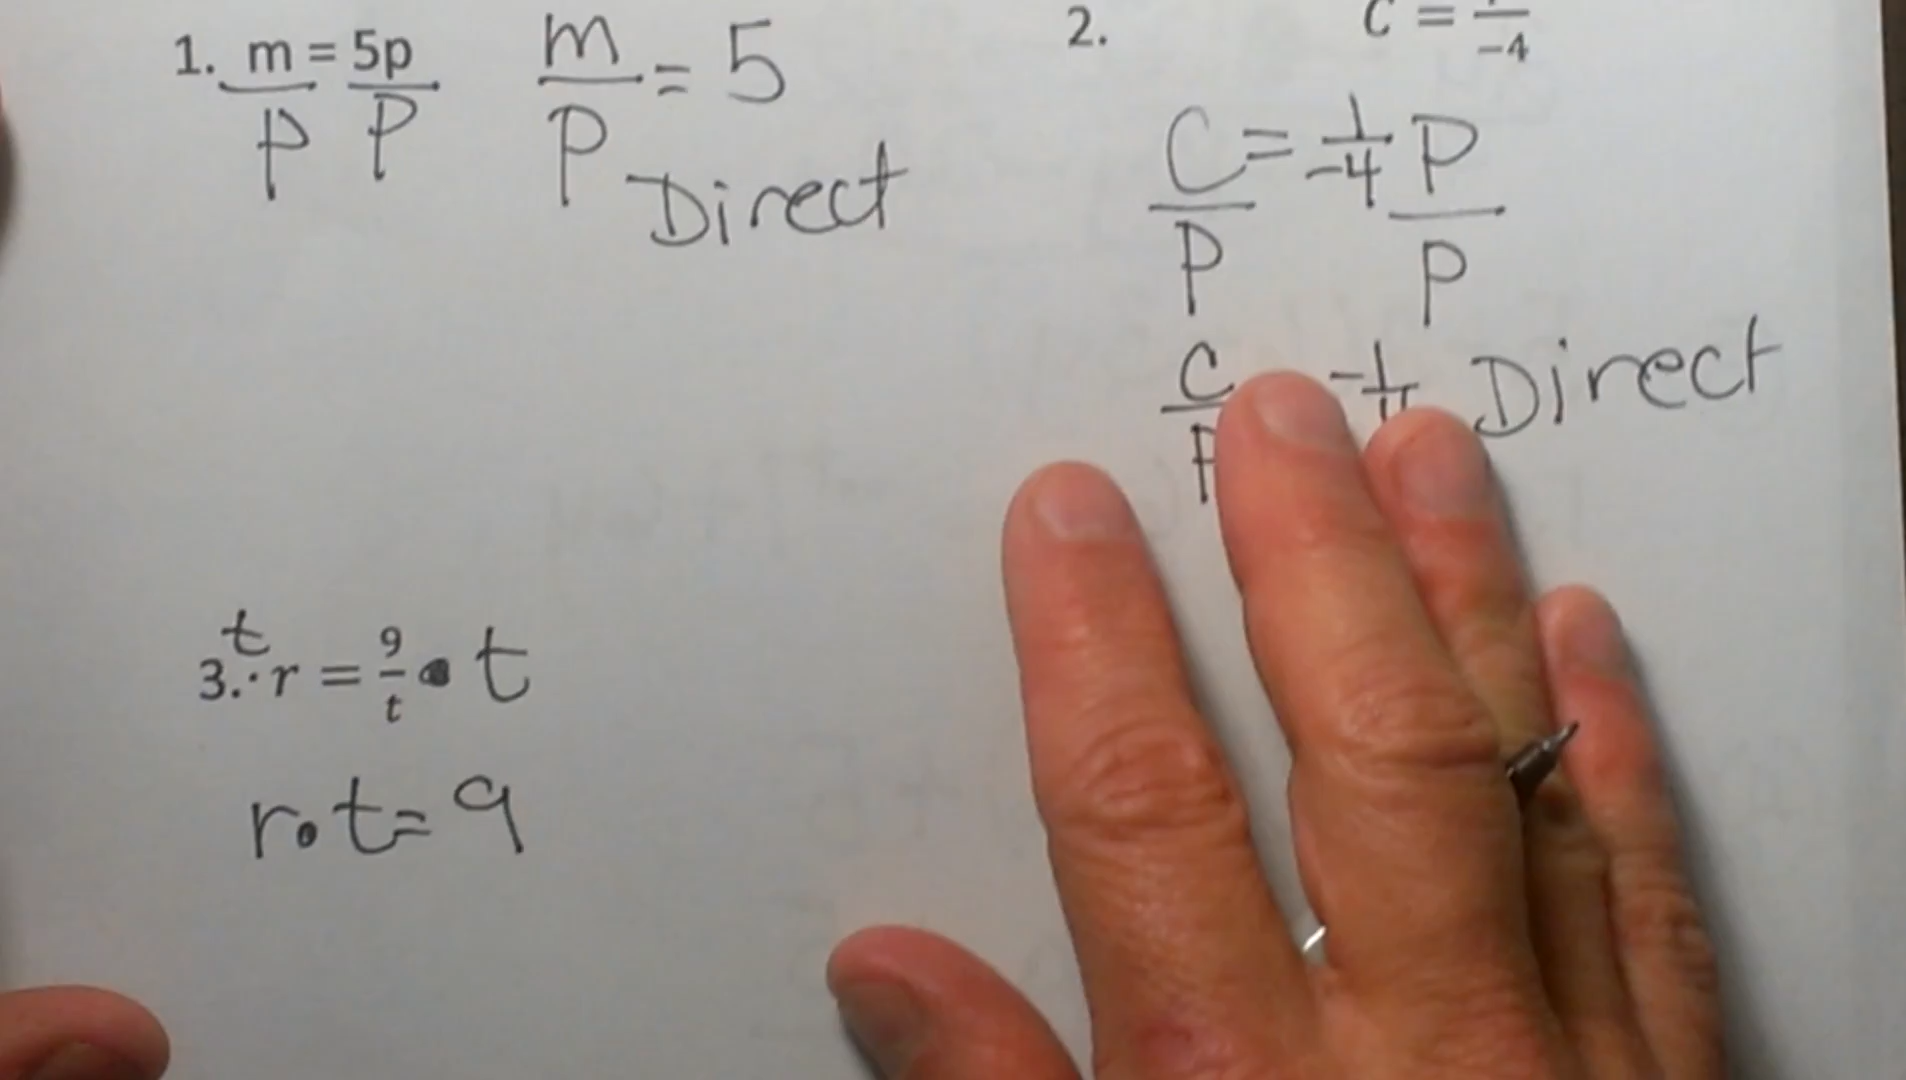 1. m = 5p
p p
m/p = 5
Direct
2. c = /-4
C = 1/-4 P
P P
C -1
Direct
3. t · r = 9/t · t
r · t = 9